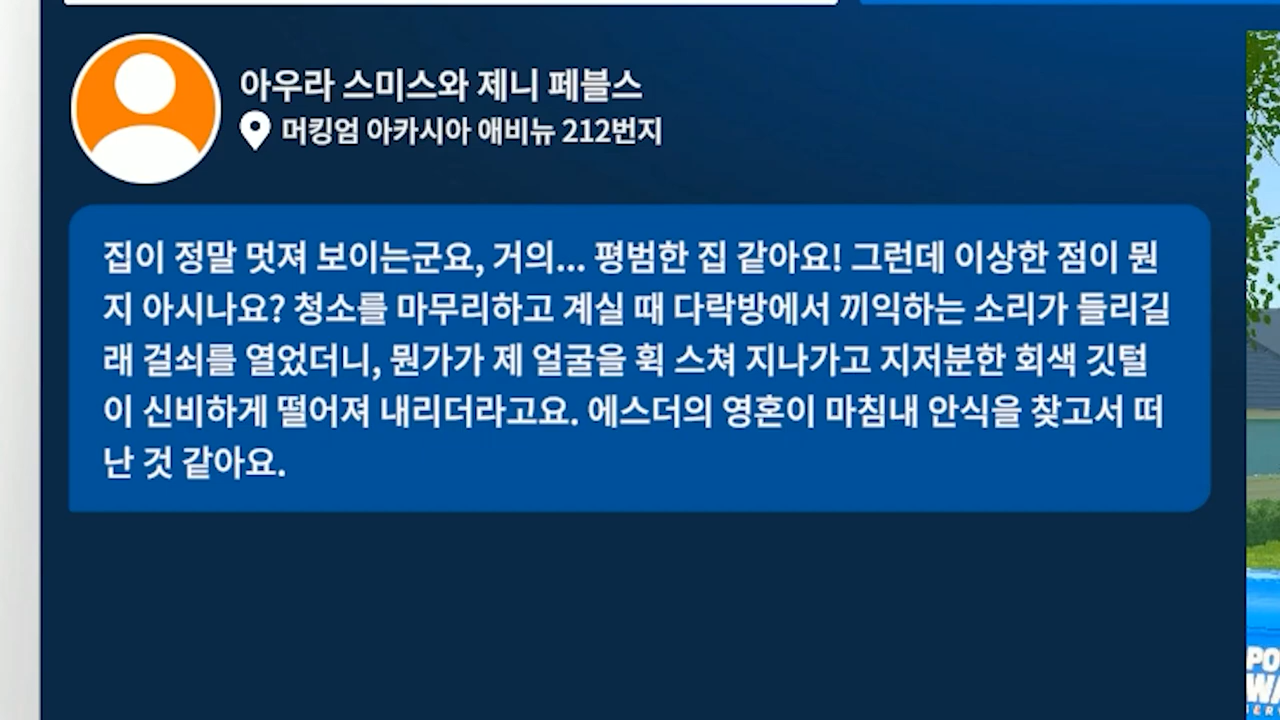 아우라 스미스와 제니 페블스
머킹엄 아카시아 애비뉴 212번지
집이 정말 멋져 보이는군요, 거의... 평범한 집 같아요! 그런데 이상한 점이 뭔
지 아시나요? 청소를 마무리하고 계실 때 다락방에서 끼익하는 소리가 들리길
래 걸쇠를 열었더니, 뭔가가 제 얼굴을 휙 스쳐 지나가고 지저분한 회색 깃털
이 신비하게 떨어져 내리더라고요. 에스더의 영혼이 마침내 안식을 찾고서 떠
난 것 같아요.